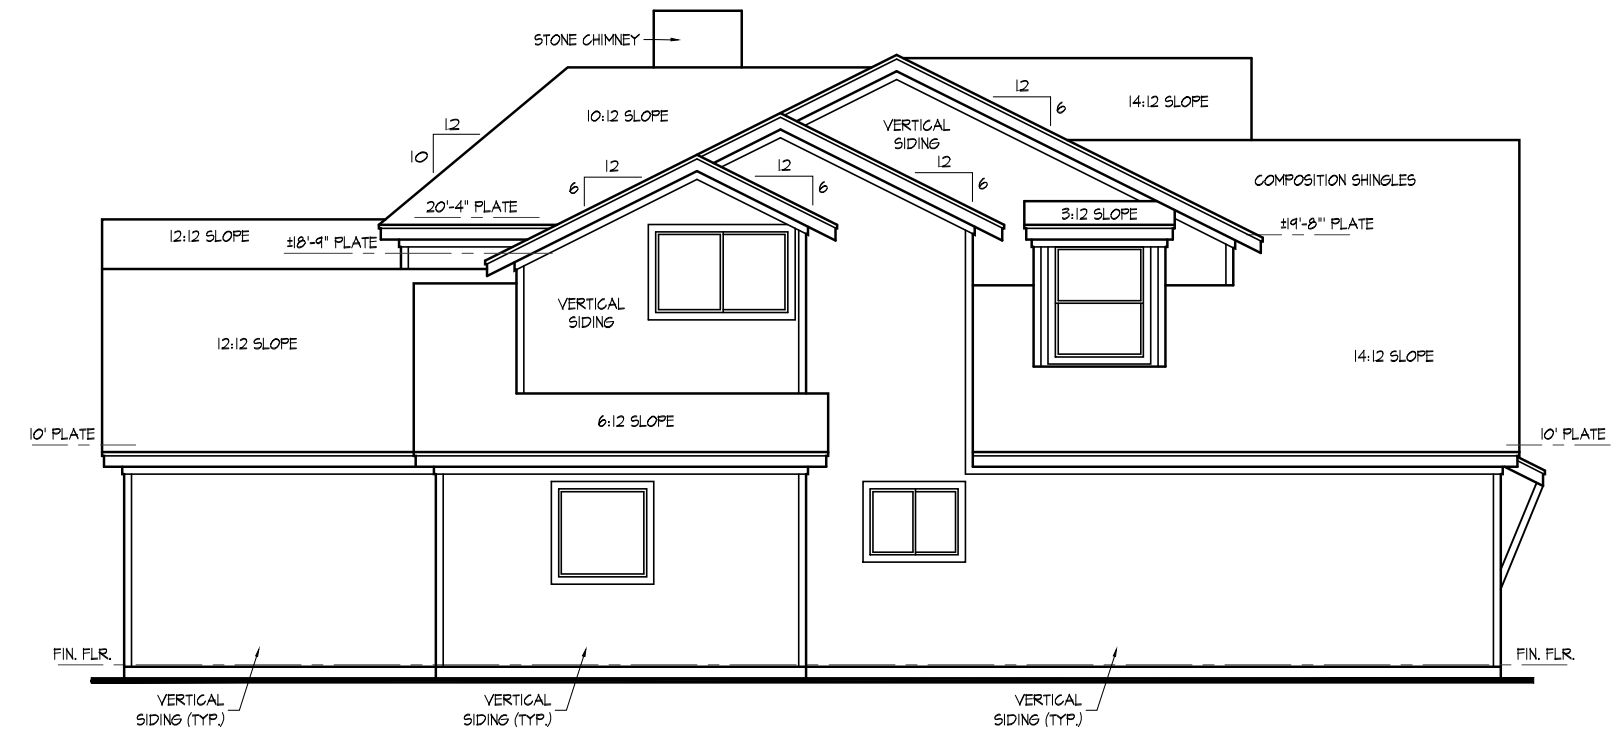 STONE CHIMNEY
12
10
10:12 SLOPE
12
6
14:12 SLOPE
VERTICAL
SIDING
12
6
12
6
12
6
COMPOSITION SHINGLES
20'-4" PLATE
3:12 SLOPE
±19'-8"' PLATE
12:12 SLOPE
±18'-9" PLATE
VERTICAL
SIDING
12:12 SLOPE
14:12 SLOPE
6:12 SLOPE
10' PLATE
10' PLATE
FIN. FLR.
FIN. FLR.
VERTICAL
SIDING (TYP.)
VERTICAL
SIDING (TYP.)
VERTICAL
SIDING (TYP.)